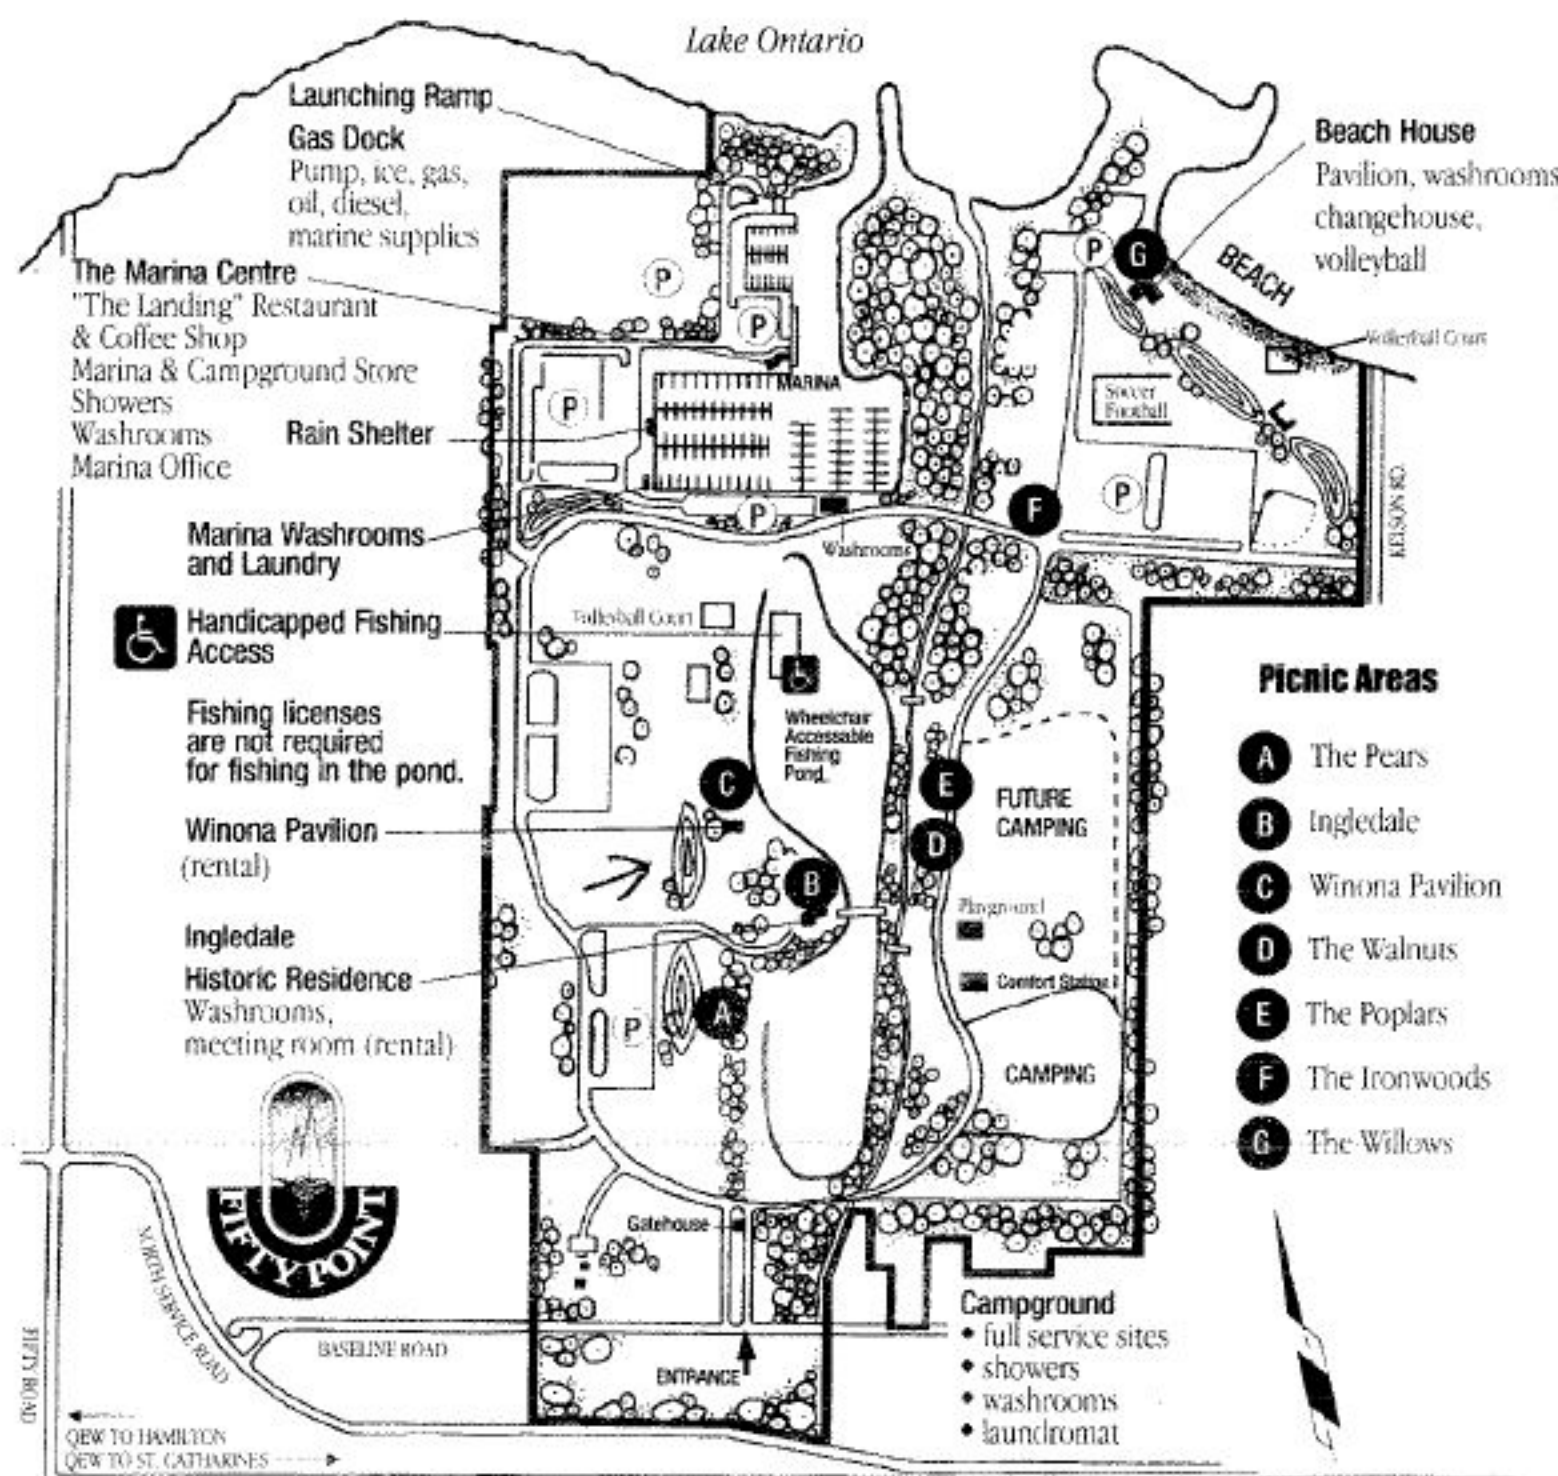 Lake Ontario
Launching Ramp
Gas Dock
Pump, ice, gas,
oil, diesel,
marine supplies
The Marina Centre
"The Landing" Restaurant
& Coffee Shop
Marina & Campground Store
Showers
Washrooms
Marina Office
Rain Shelter
Marina Washrooms
and Laundry
Handicapped Fishing
Access
Fishing licenses
are not required
for fishing in the pond.
Winona Pavilion
(rental)
Ingledale
Historic Residence
Washrooms,
meeting room (rental)
FIFTY POINT
Beach House
Pavilion, washrooms
changehouse,
volleyball
BEACH
Volleyball Court
Soccer
Football
KELSON RD.
MARINA
P
P
P
P
P
P
P
G
F
Washrooms
Volleyball Court
Wheelchair
Accessable
Fishing
Pond.
C
E
D
B
A
FUTURE
CAMPING
Playground
Comfort Station
CAMPING
Gatehouse
Picnic Areas
A The Pears
B Ingledale
C Winona Pavilion
D The Walnuts
E The Poplars
F The Ironwoods
G The Willows
Campground
• full service sites
• showers
• washrooms
• laundromat
ENTRANCE
BASELINE ROAD
NORTH SERVICE ROAD
FIFTY ROAD
QEW TO HAMILTON
QEW TO ST. CATHARINES